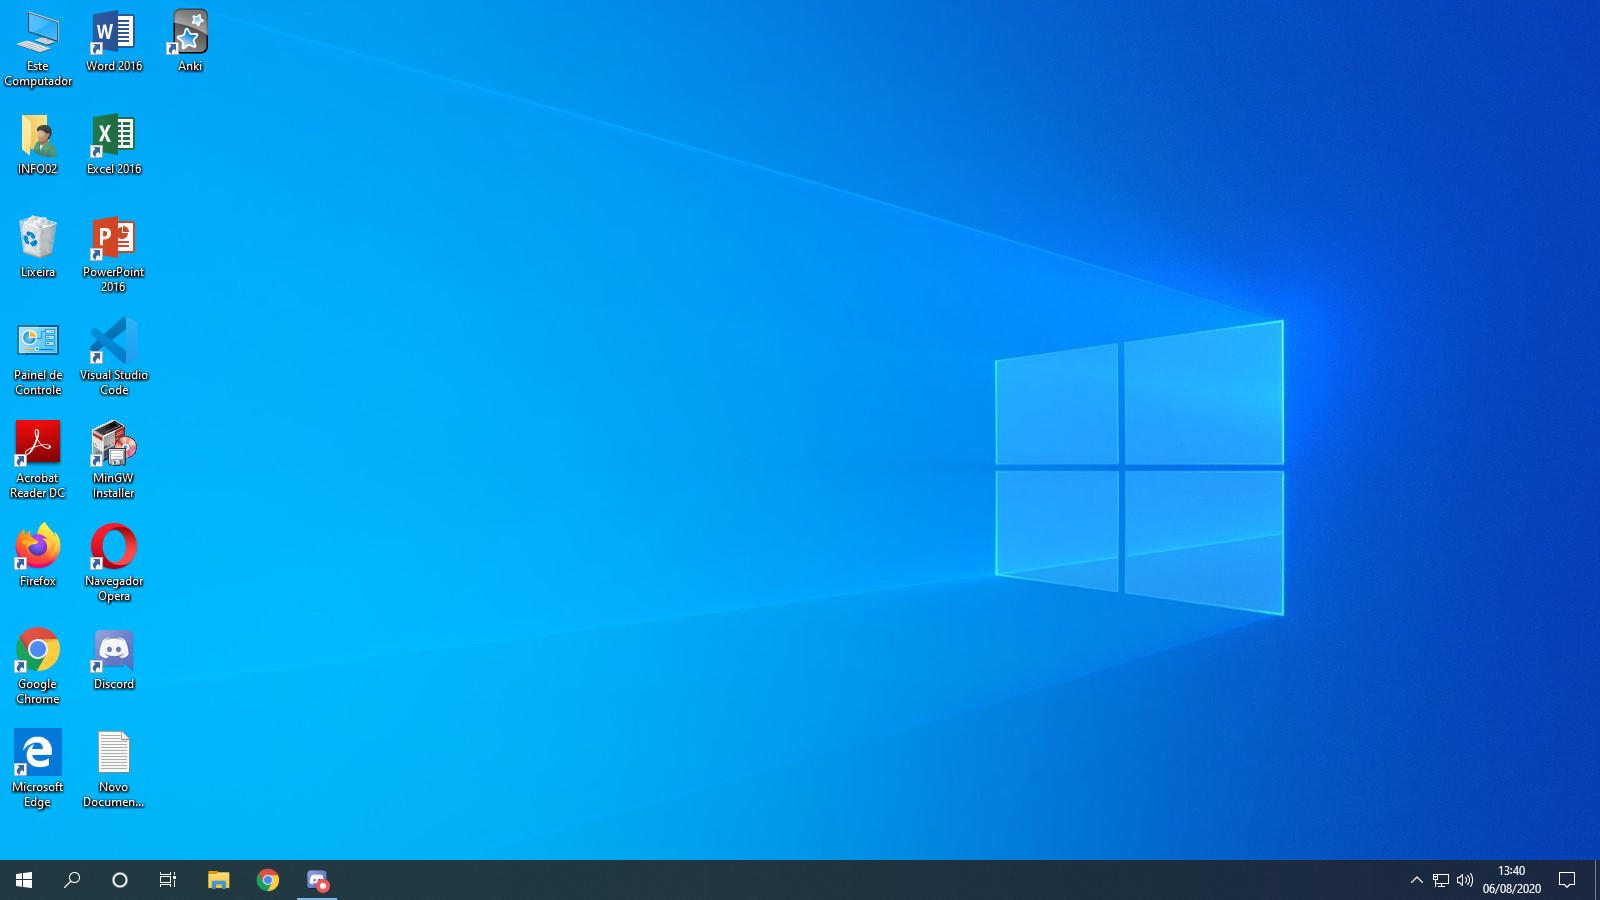 Este
Computador
INFO02
Lixeira
Painel de
Controle
Acrobat
Reader DC
Firefox
Google
Chrome
Microsoft
Edge
Word 2016
Excel 2016
PowerPoint
2016
Visual Studio
Code
MinGW
Installer
Navegador
Opera
Discord
Novo
Documen...
Anki
13:40
06/08/2020